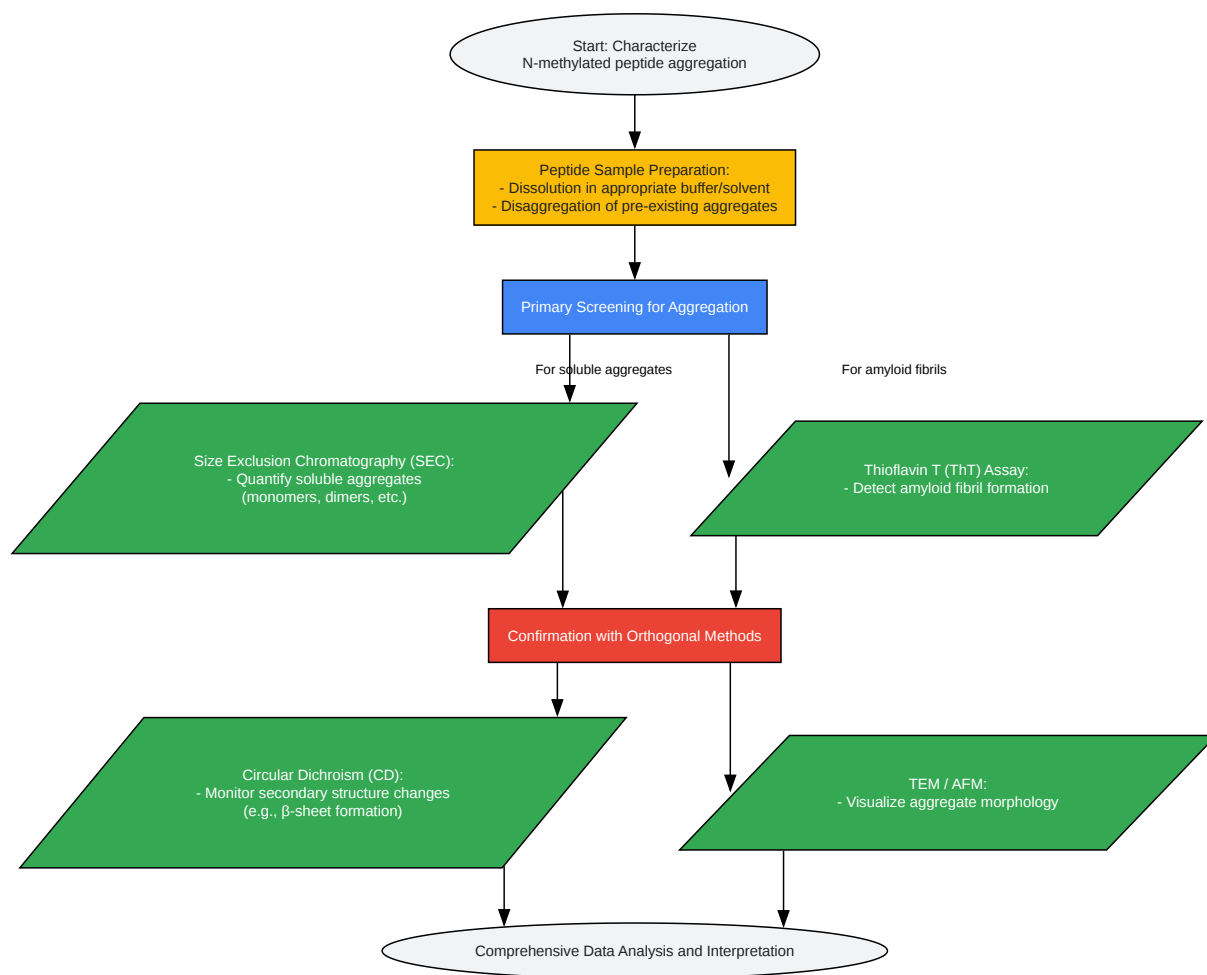 Start: Characterize
N-methylated peptide aggregation
Peptide Sample Preparation:
- Dissolution in appropriate buffer/solvent
- Disaggregation of pre-existing aggregates
Primary Screening for Aggregation
For soluble aggregates
For amyloid fibrils
Size Exclusion Chromatography (SEC):
- Quantify soluble aggregates
(monomers, dimers, etc.)
Thioflavin T (ThT) Assay:
- Detect amyloid fibril formation
Confirmation with Orthogonal Methods
Circular Dichroism (CD):
- Monitor secondary structure changes
(e.g., β-sheet formation)
TEM / AFM:
- Visualize aggregate morphology
Comprehensive Data Analysis and Interpretation